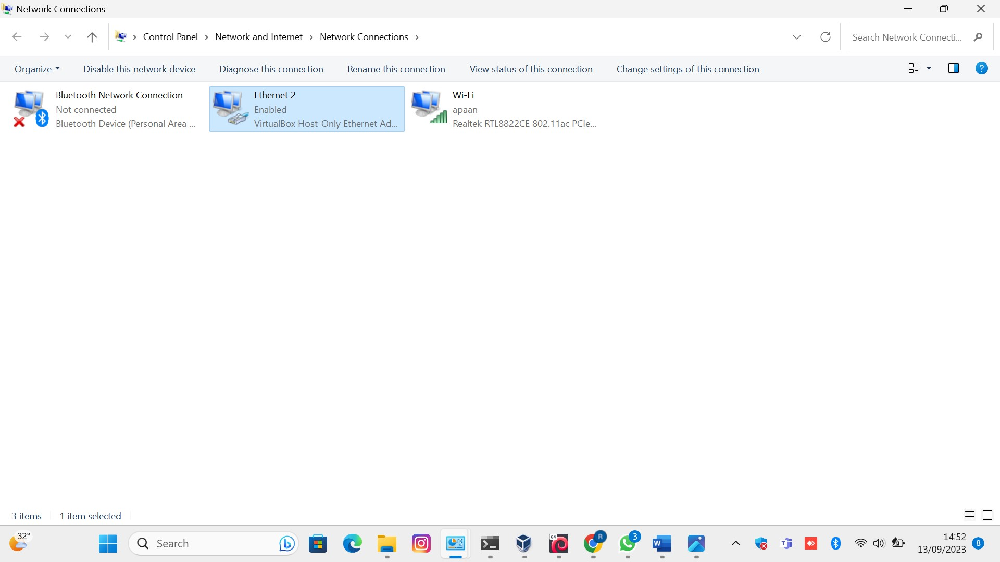 Network Connections
Control Panel > Network and Internet > Network Connections >
Search Network Connecti...
Organize
Disable this network device
Diagnose this connection
Rename this connection
View status of this connection
Change settings of this connection
?
Bluetooth Network Connection
Not connected
Bluetooth Device (Personal Area ...
Ethernet 2
Enabled
VirtualBox Host-Only Ethernet Ad...
Wi-Fi
apaan
Realtek RTL8822CE 802.11ac PCIe...
3 items
1 item selected
32°
Search
64
R
3
W
14:52
13/09/2023
8